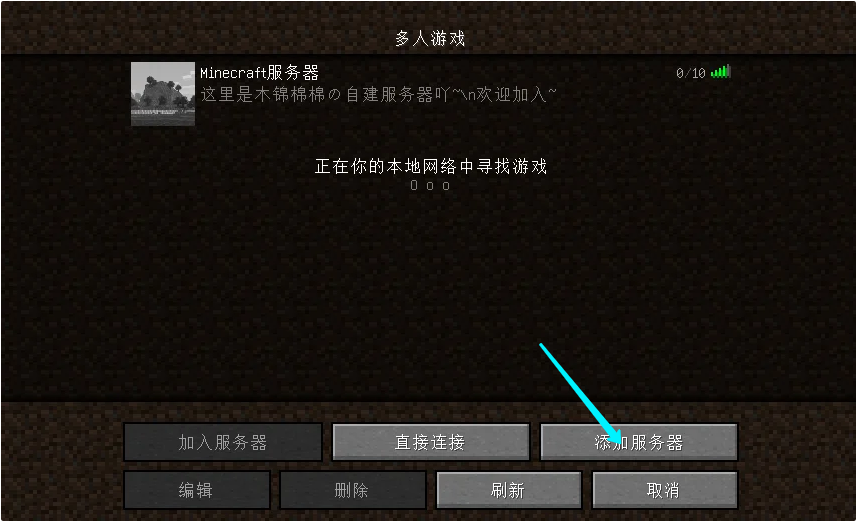 多人游戏
Minecraft服务器
0/10
这里是木锦棉棉の自建服务器吖~\n欢迎加入~
正在你的本地网络中寻找游戏
O o o
加入服务器
直接连接
添加服务器
编辑
删除
刷新
取消